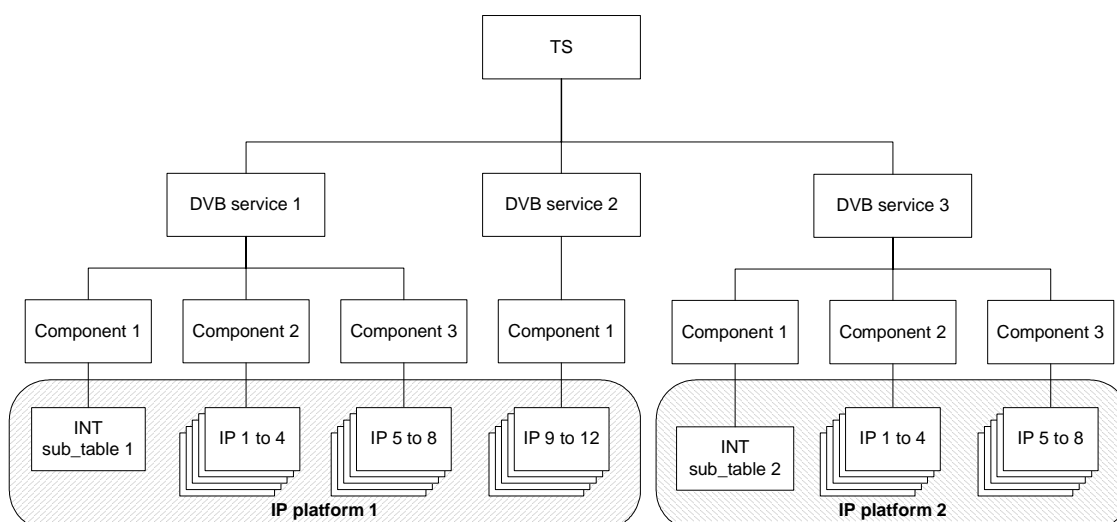 TS
DVB service 1
DVB service 2
DVB service 3
Component 1
Component 2
Component 3
Component 1
Component 1
Component 2
Component 3
INT
sub_table 1
IP 1 to 4
IP 5 to 8
IP 9 to 12
INT
sub_table 2
IP 1 to 4
IP 5 to 8
IP platform 1
IP platform 2